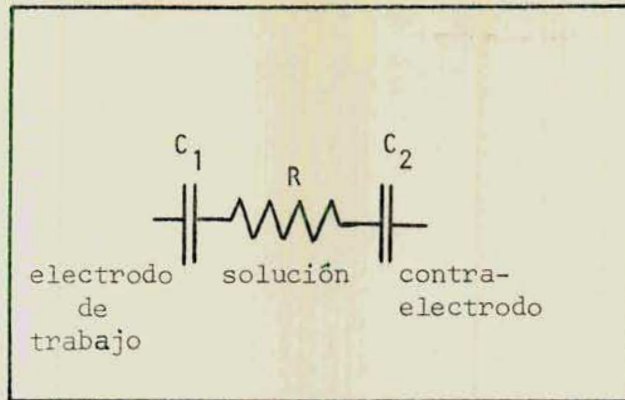 C1
C2
R
electrodo solución contra-
de electrodo
trabajo